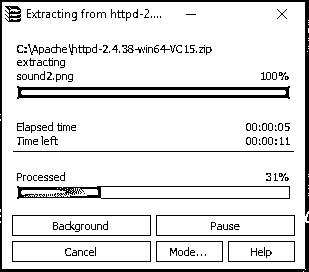 Extracting from httpd-2....
C:\Apache\httpd-2.4.38-win64-VC15.zip
extracting
sound2.png 100%
Elapsed time 00:00:05
Time left 00:00:11
Processed 31%
Background Pause
Cancel Mode... Help